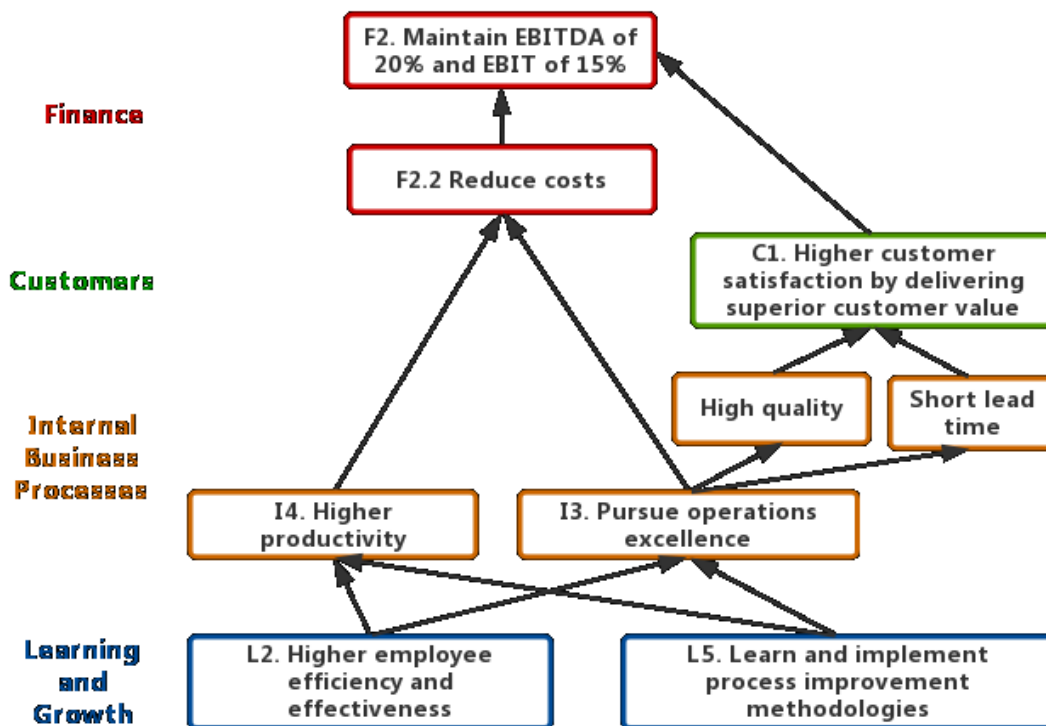 F2. Maintain EBITDA of
20% and EBIT of 15%
Finance
F2.2 Reduce costs
Customers
C1. Higher customer
satisfaction by delivering
superior customer value
High quality
Short lead
time
Internal
Business
Processes
I4. Higher
productivity
I3. Pursue operations
excellence
Learning
and
Growth
L2. Higher employee
efficiency and
effectiveness
L5. Learn and implement
process improvement
methodologies